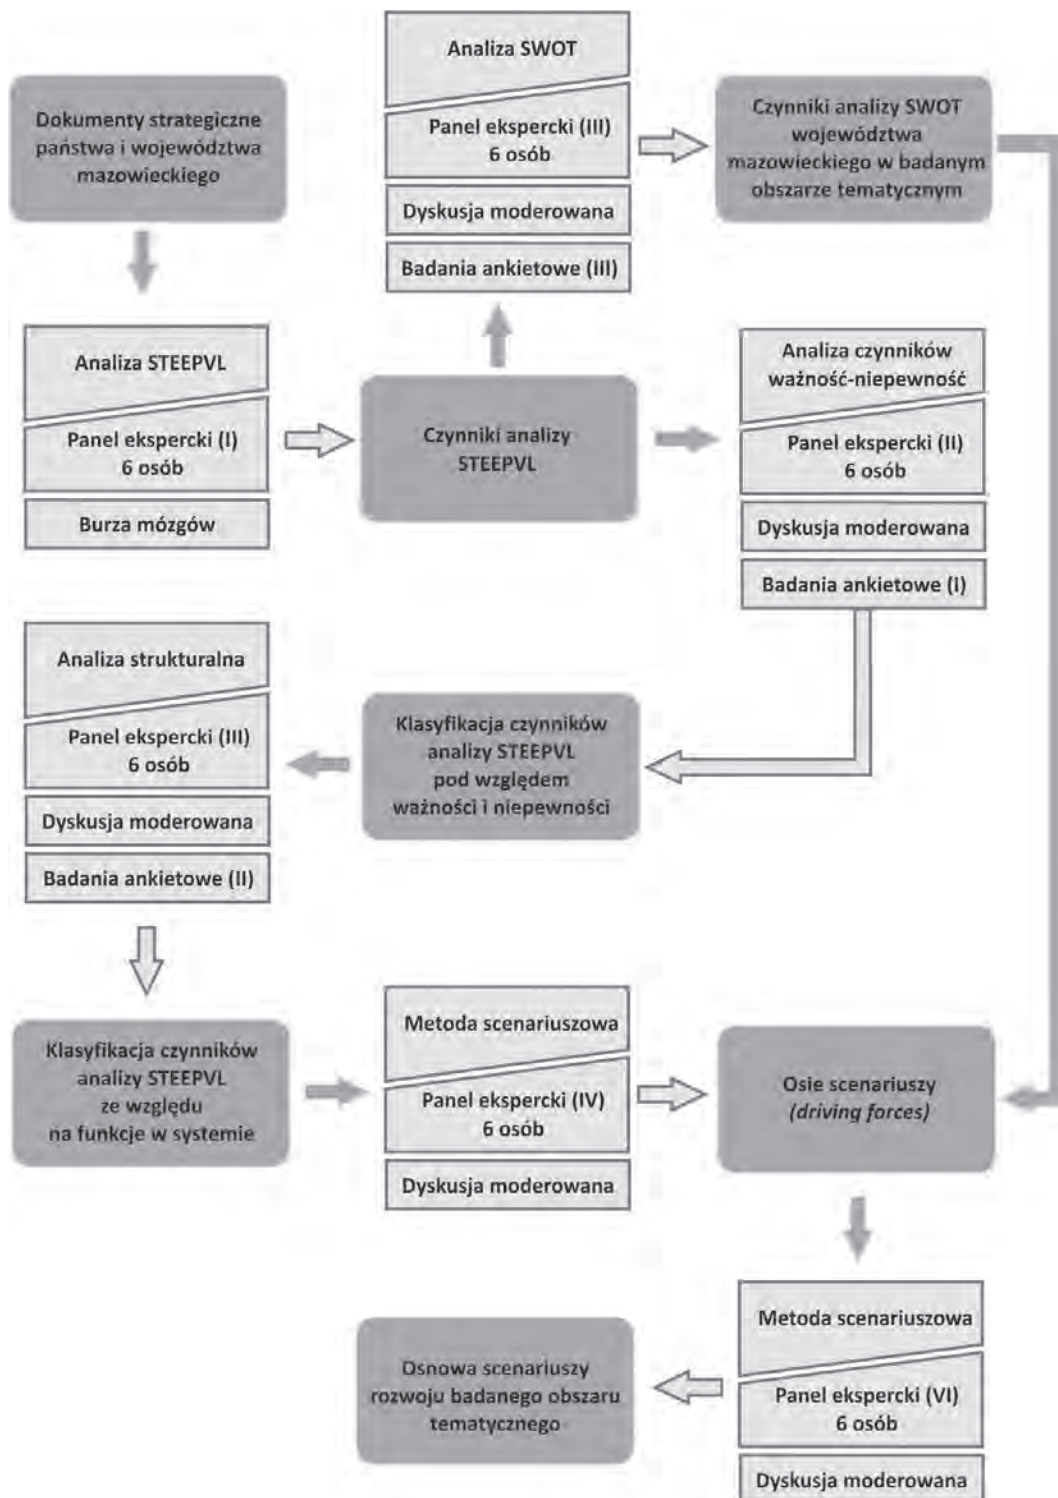 Analiza SWOT
Panel ekspercki (III)
6 osób
Dyskusja moderowana
Badania ankietowe (III)
Dokumenty strategiczne
państwa i województwa
mazowieckiego
Czynniki analizy SWOT
województwa
mazowieckiego w badanym
obszarze tematycznym
Analiza STEEPVL
Panel ekspercki (I)
6 osób
Burza mózgów
Czynniki analizy
STEEPVL
Analiza czynników
ważność-niepewność
Panel ekspercki (II)
6 osób
Dyskusja moderowana
Badania ankietowe (I)
Analiza strukturalna
Panel ekspercki (III)
6 osób
Dyskusja moderowana
Badania ankietowe (II)
Klasyfikacja czynników
analizy STEEPVL
pod względem
ważności i niepewności
Klasyfikacja czynników
analizy STEEPVL
ze względu
na funkcje w systemie
Metoda scenariuszowa
Panel ekspercki (IV)
6 osób
Dyskusja moderowana
Osie scenariuszy
(driving forces)
Metoda scenariuszowa
Panel ekspercki (VI)
6 osób
Dyskusja moderowana
Osnowa scenariuszy
rozwoju badanego obszaru
tematycznego